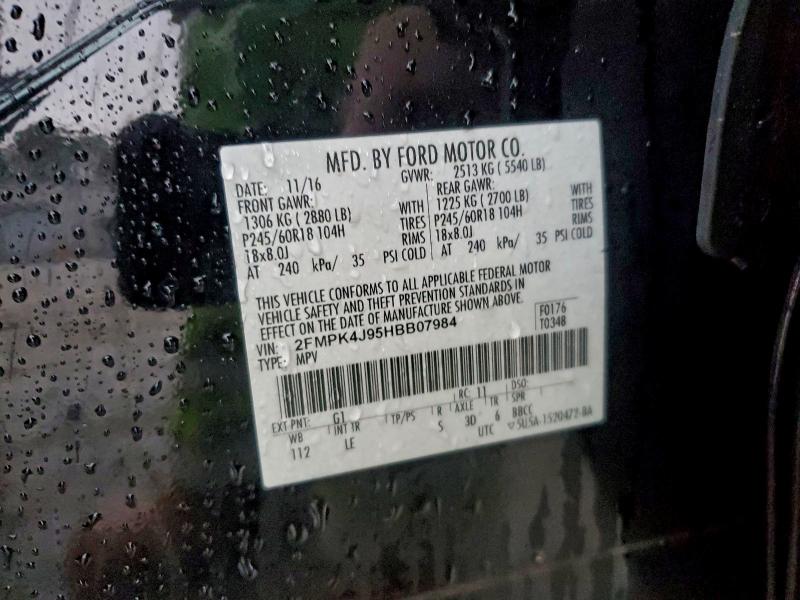 MFD. BY FORD MOTOR CO.
DATE: 11/16 GVWR: 2513 KG ( 5540 LB)
FRONT GAWR: REAR GAWR:
1306 KG ( 2880 LB) WITH 1225 KG ( 2700 LB) WITH
P245/60R18 104H TIRES P245/60R18 104H TIRES
18x8.0J RIMS 18x8.0J RIMS
AT 240 kPa/ 35 PSI COLD AT 240 kPa/ 35 PSI COLD
THIS VEHICLE CONFORMS TO ALL APPLICABLE FEDERAL MOTOR
VEHICLE SAFETY AND THEFT PREVENTION STANDARDS IN
EFFECT ON THE DATE OF MANUFACTURE SHOWN ABOVE.
VIN: 2FMPK4J95HBB07984 F0176
TYPE: MPV T0348
EXT PNT: G1 RC: 11 DSO:
WB INT TR TP/PS R AXLE TR SPR
112 LE 5 3D 6 BBCC
UTC ▽5U5A-1520472-BA